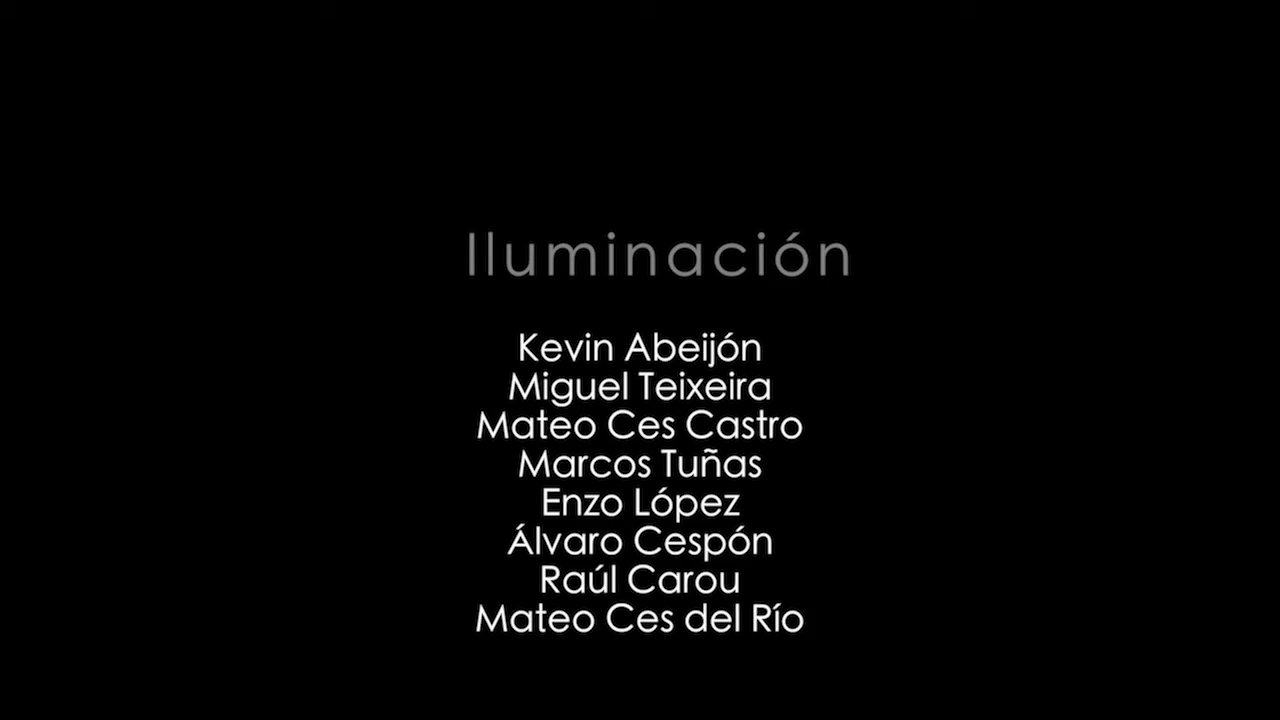 Iluminación
Kevin Abeijón
Miguel Teixeira
Mateo Ces Castro
Marcos Tuñas
Enzo López
Álvaro Cespón
Raúl Carou
Mateo Ces del Río